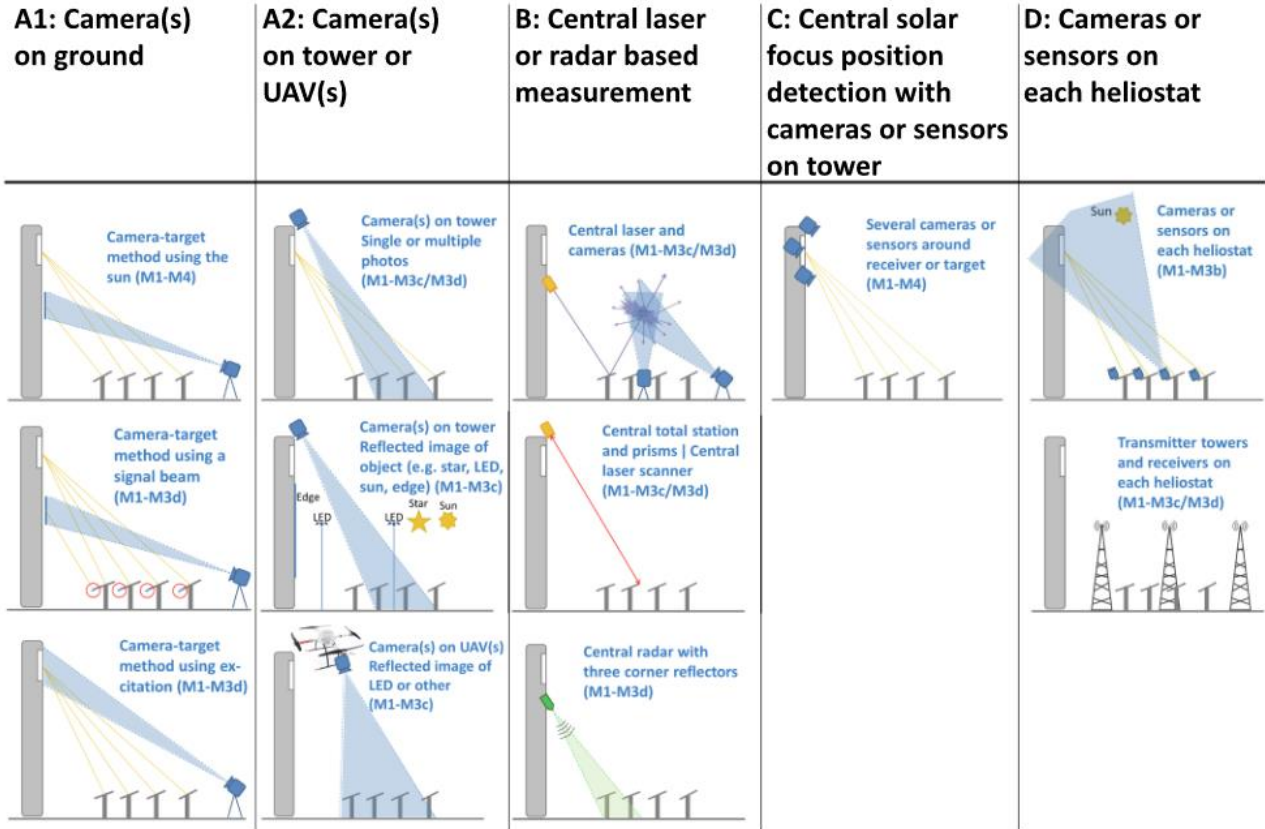 A1: Camera(s)
on ground
A2: Camera(s)
on tower or
UAV(s)
B: Central laser
or radar based
measurement
C: Central solar
focus position
detection with
cameras or sensors
on tower
D: Cameras or
sensors on
each heliostat
Camera-target
method using the
sun (M1-M4)
Camera(s) on tower
Single or multiple
photos
(M1-M3c/M3d)
Central laser and
cameras (M1-M3c/M3d)
Several cameras or
sensors around
receiver or target
(M1-M4)
Sun
Cameras or
sensors on
each heliostat
(M1-M3b)
Camera-target
method using a
signal beam
(M1-M3d)
Camera(s) on tower
Reflected image of
object (e.g. star, LED,
sun, edge) (M1-M3c)
Edge
LED
LED
Star
Sun
Central total station
and prisms | Central
laser scanner
(M1-M3c/M3d)
Transmitter towers
and receivers on
each heliostat
(M1-M3c/M3d)
Camera-target
method using ex-
citation (M1-M3d)
Camera(s) on UAV(s)
Reflected image of
LED or other
(M1-M3c)
Central radar with
three corner reflectors
(M1-M3d)